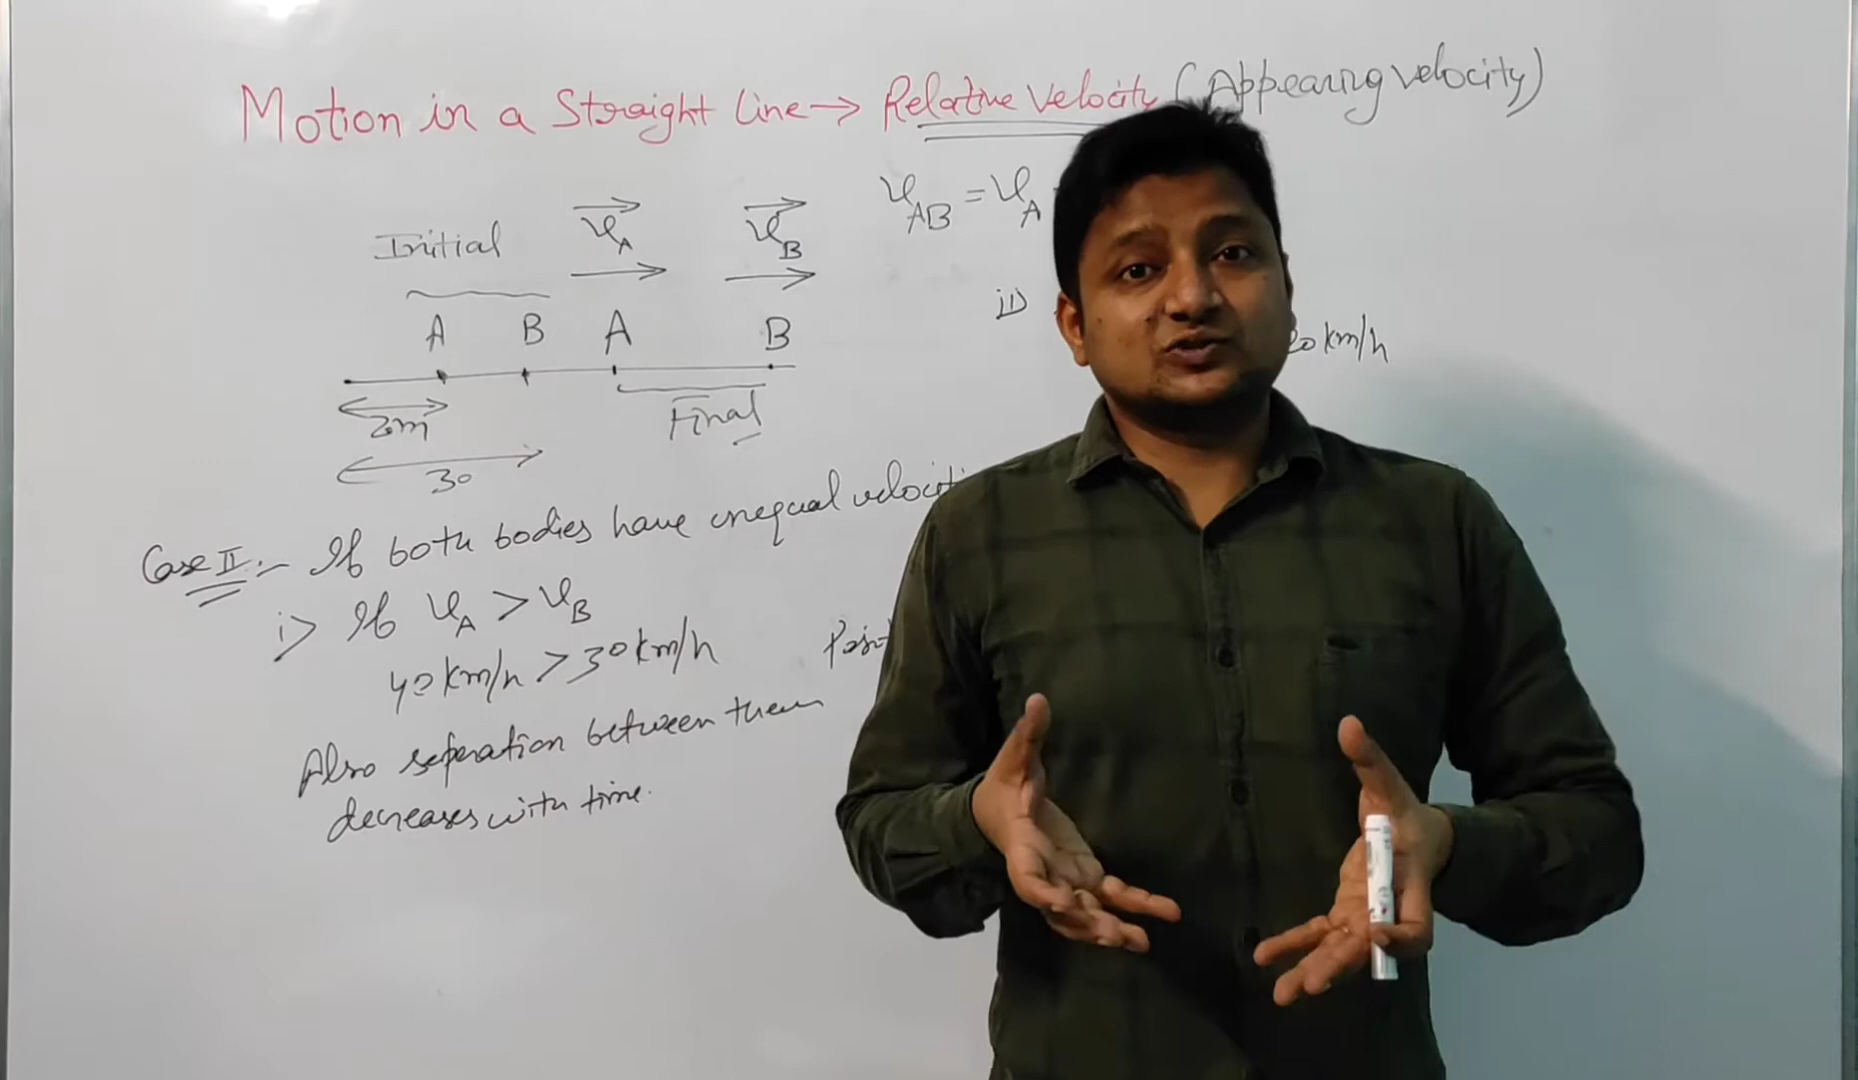 Motion in a Straight Line → Relative Velocity (Appearing velocity)
Initial v⃗A v⃗B
vAB = vA
A B A B
ii)
20 km/h
2m
Final
30
Case II :- If both bodies have unequal
i> If vA > vB
40 km/h > 30 km/h
Also seperation between them
decreases with time.